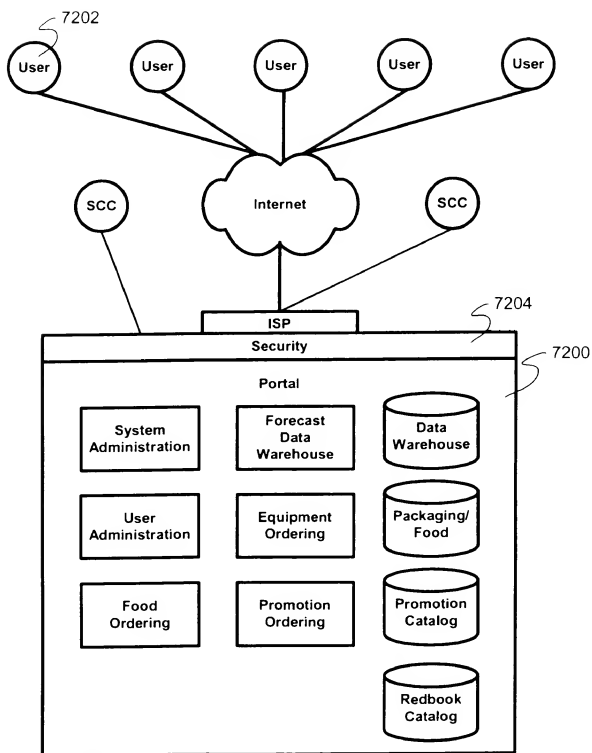 7202
User
User
User
User
User
SCC
Internet
SCC
ISP
7204
Security
7200
Portal
System
Administration
Forecast
Data
Warehouse
Data
Warehouse
User
Administration
Equipment
Ordering
Packaging/
Food
Food
Ordering
Promotion
Ordering
Promotion
Catalog
Redbook
Catalog